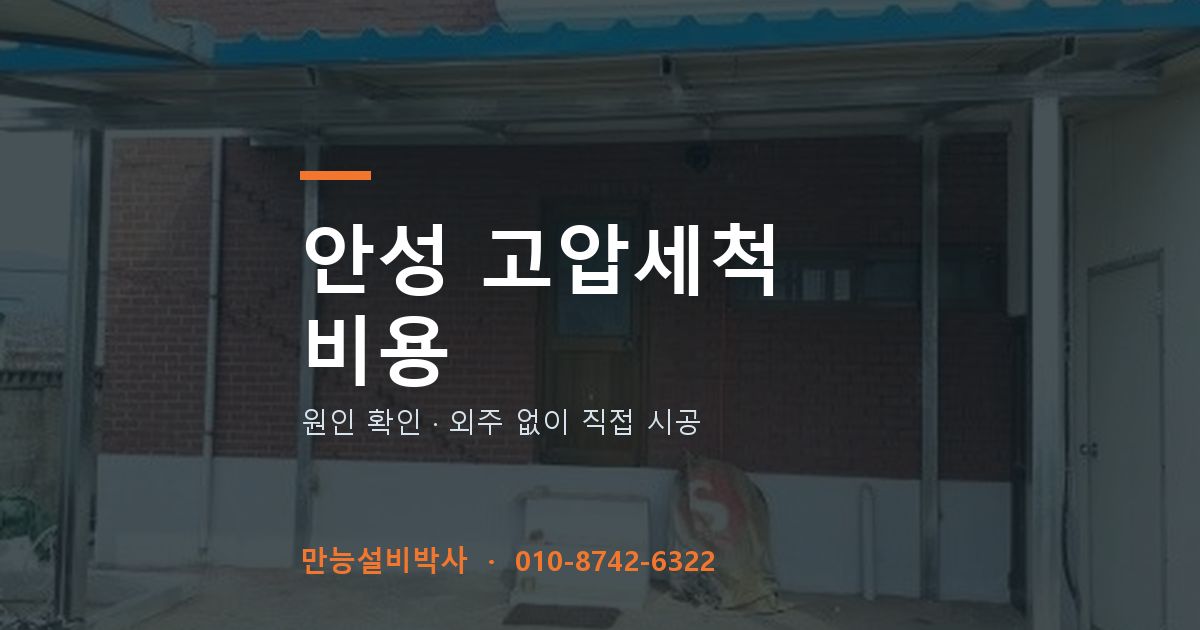 안성 고압세척
비용
원인 확인 · 외주 없이 직접 시공
S
만능설비박사 · 010-8742-6322